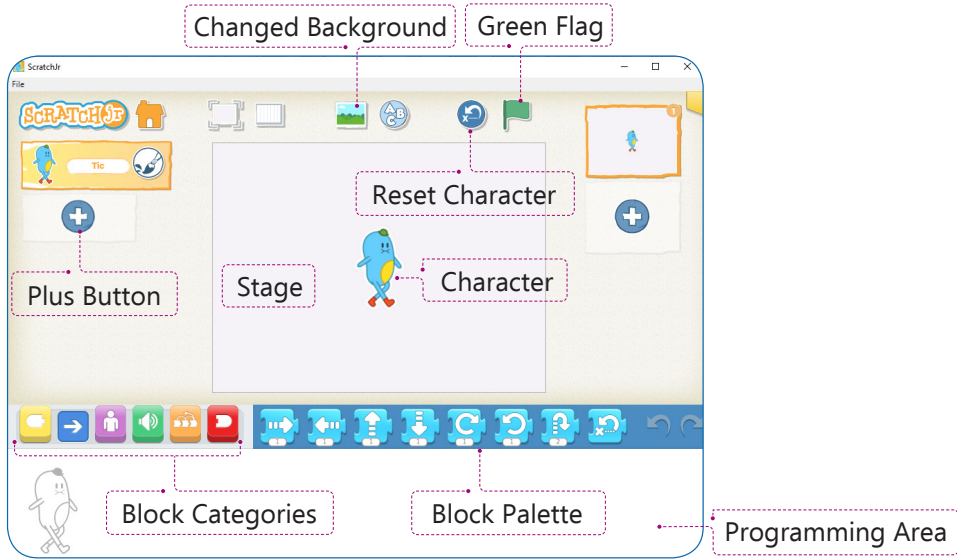 Changed Background
Green Flag
ScratchJr
File
SCRATCHJr
A
B
C
1
Tic
Reset Character
Plus Button
Stage
Character
Block Categories
Block Palette
Programming Area